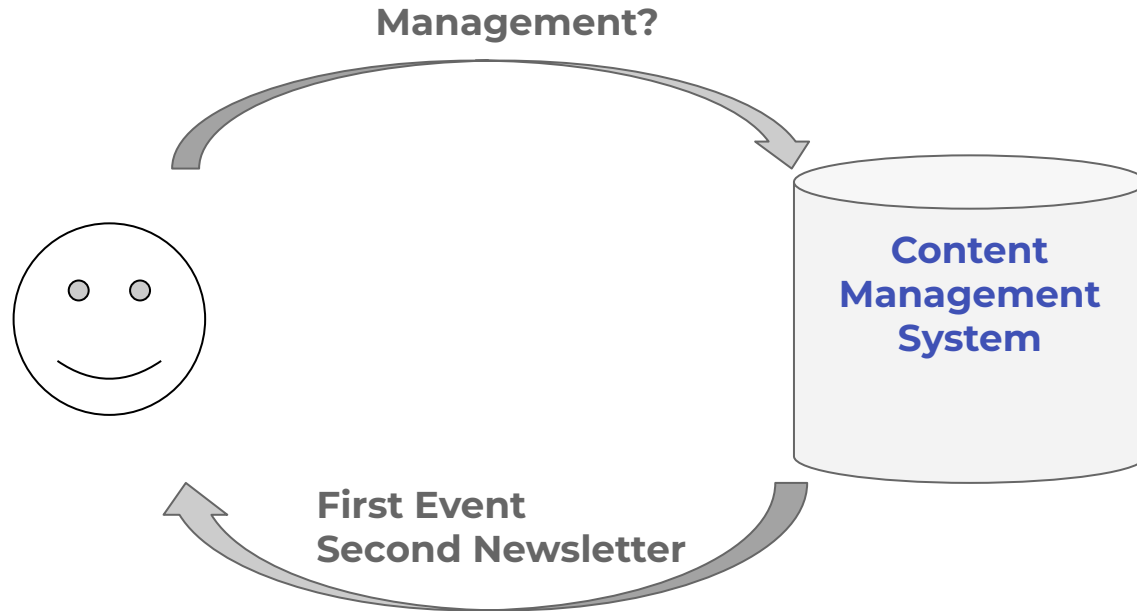 Management?
Content
Management
System
First Event
Second Newsletter